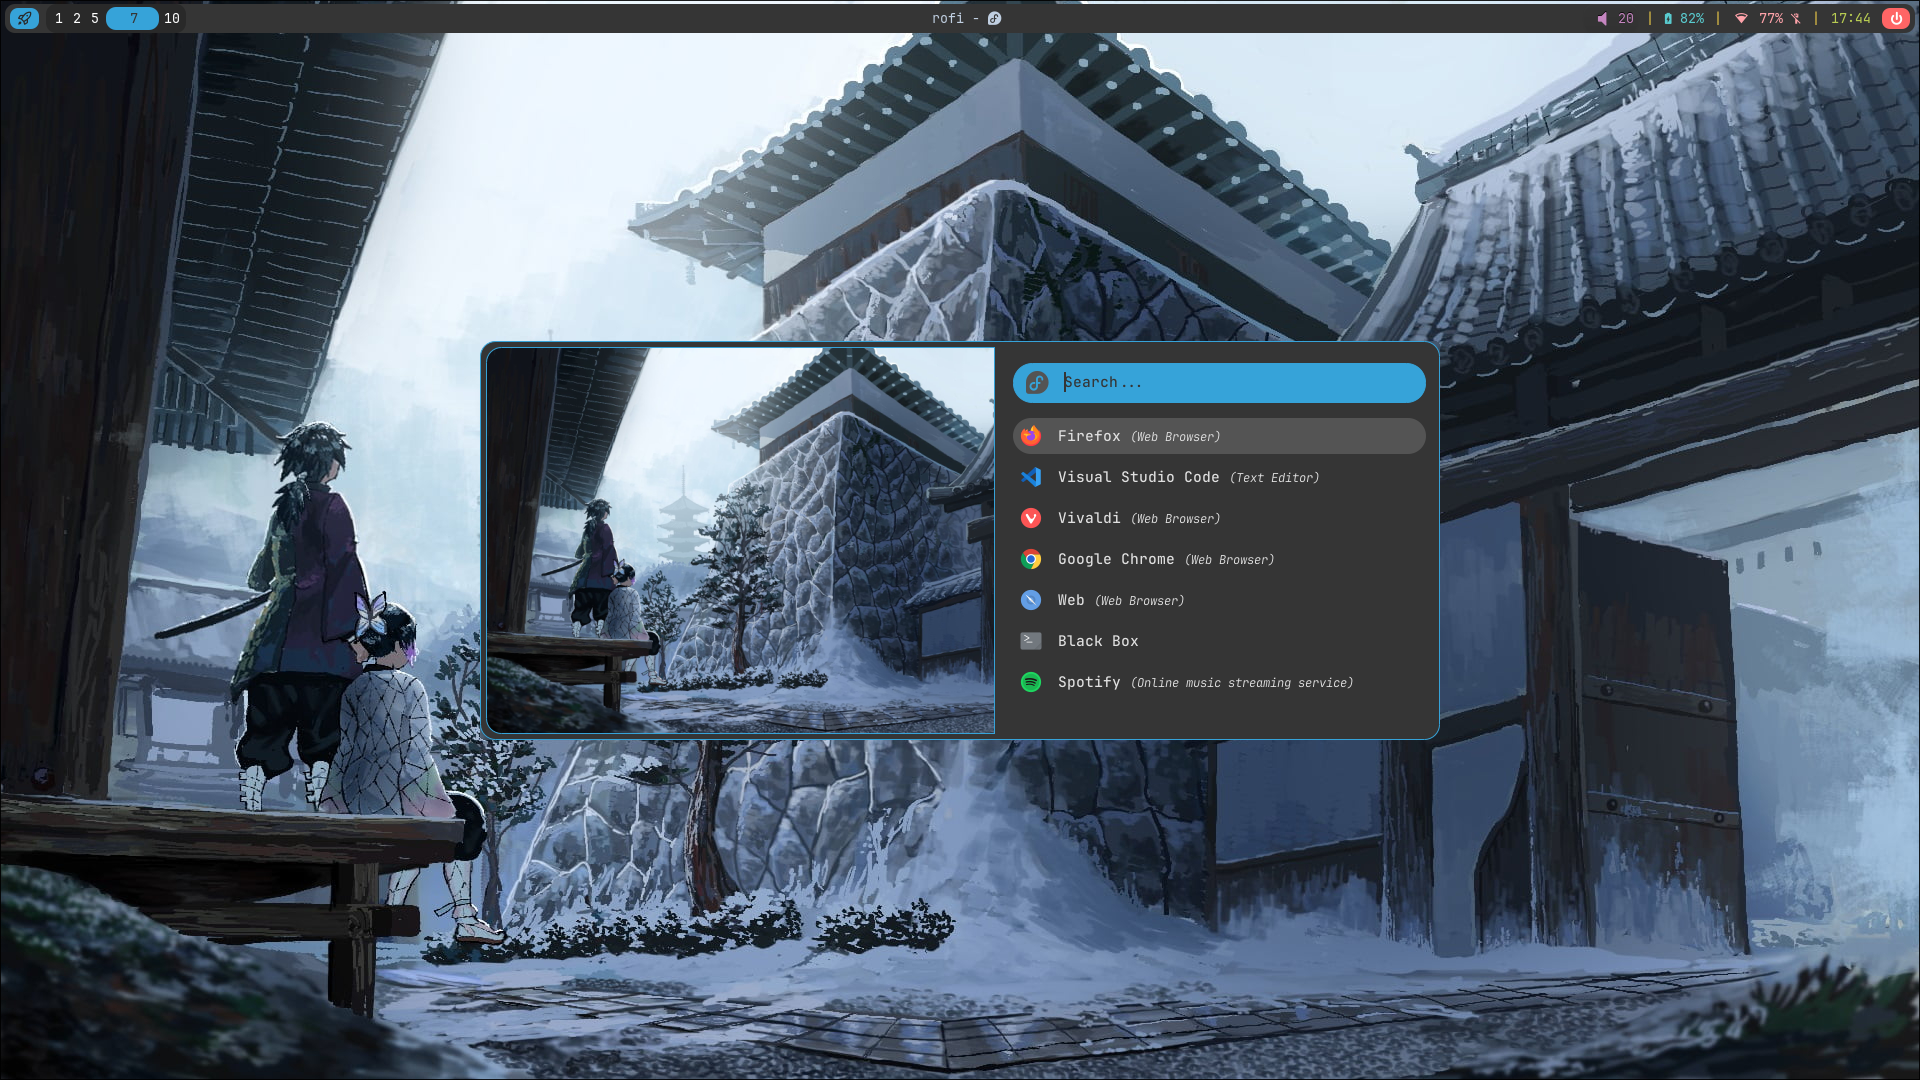 1 2 5 7 10
rofi -
20 | 82% | 77% | 17:44
Search...
Firefox (Web Browser)
Visual Studio Code (Text Editor)
Vivaldi (Web Browser)
Google Chrome (Web Browser)
Web (Web Browser)
Black Box
Spotify (Online music streaming service)